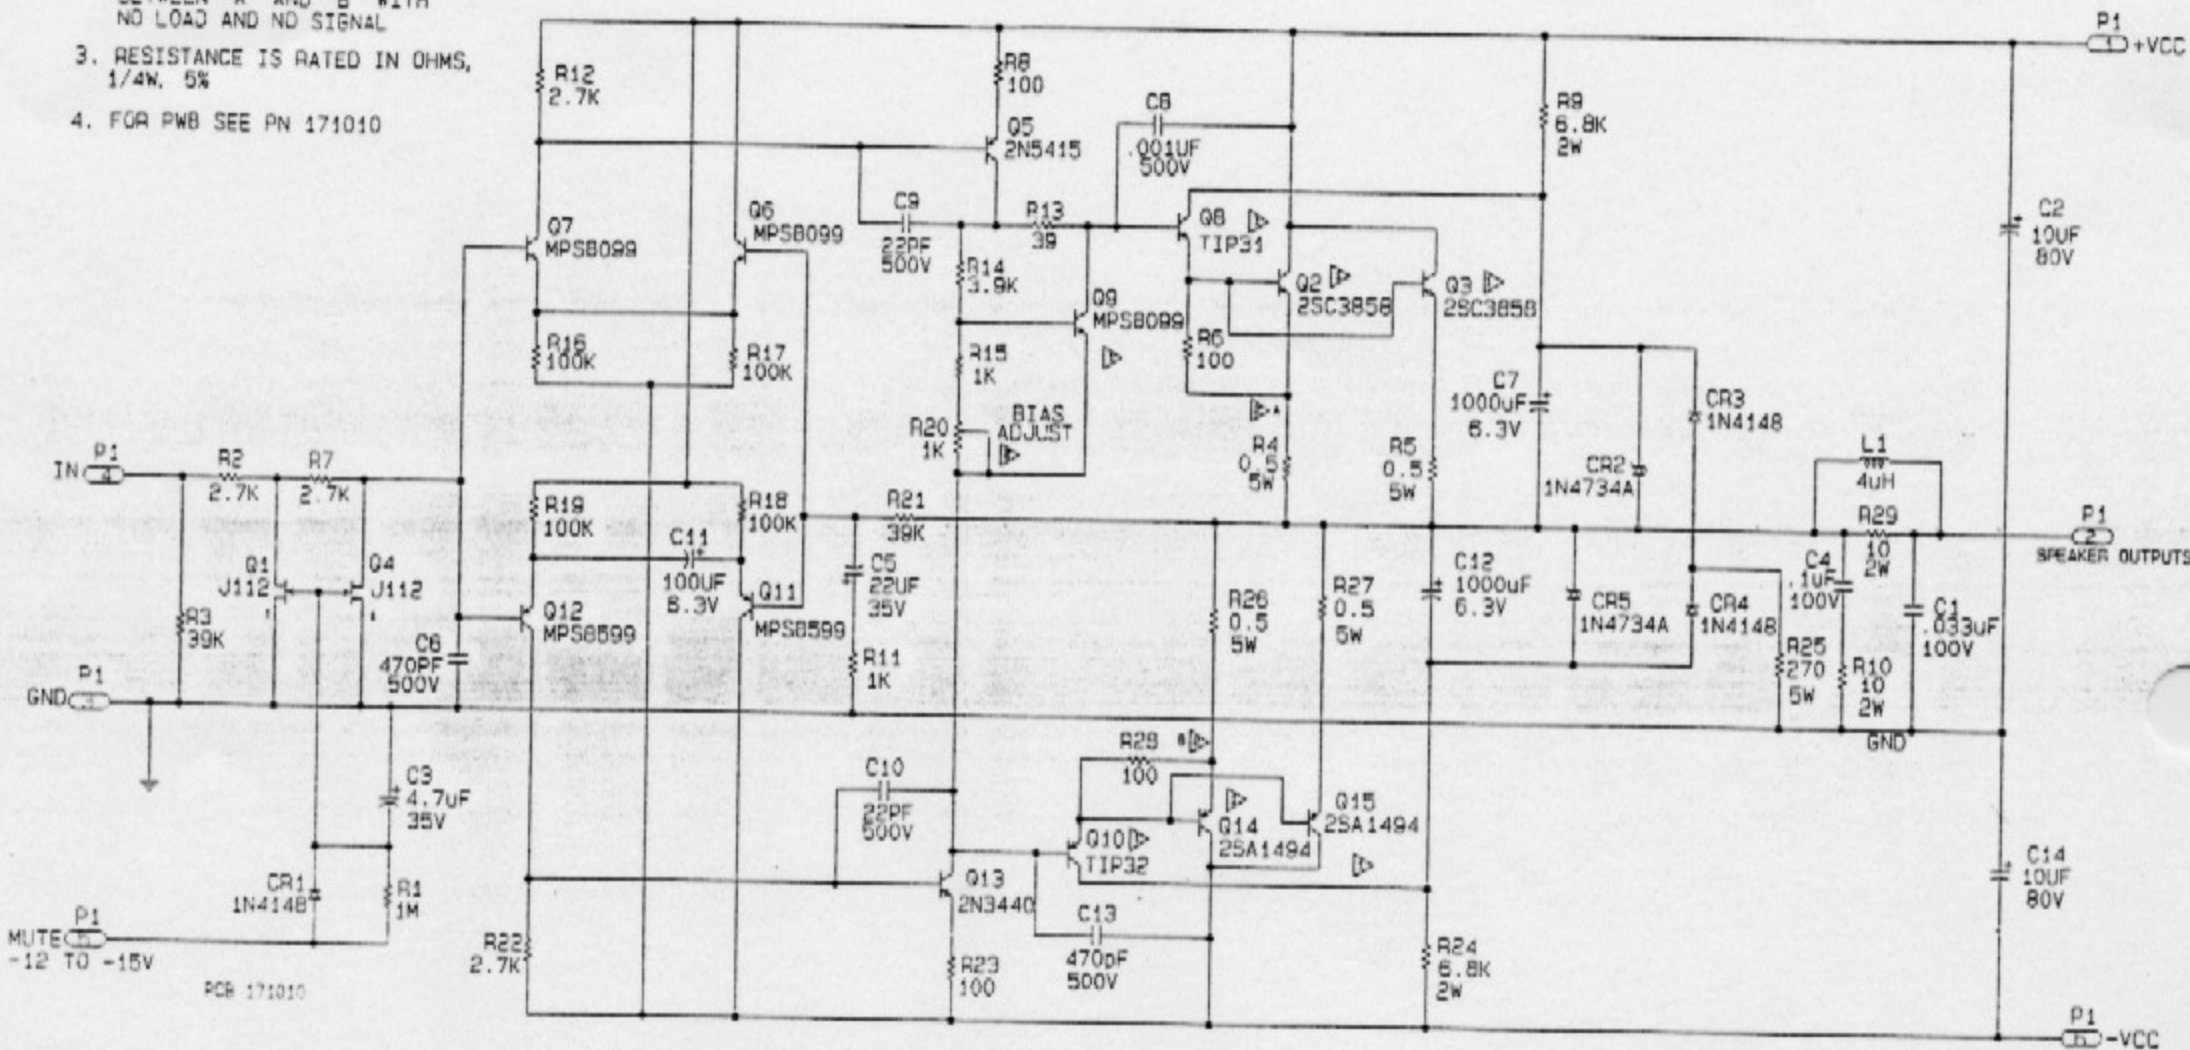 BETWEEN "A" AND "B" WITH
NO LOAD AND NO SIGNAL
3. RESISTANCE IS RATED IN OHMS,
1/4W, 5%
4. FOR PWB SEE PN 171010
P1
1 +VCC
R12
2.7K
R8
100
Q5
2N5415
C8
.001UF
500V
R9
6.8K
2W
C2
10UF
80V
Q7
MPS8099
Q6
MPS8099
C9
22PF
500V
R13
39
Q8
TIP31
R14
3.9K
Q9
MPS8099
Q2
2SC3858
Q3
2SC3858
R16
100K
R17
100K
R15
1K
R6
100
C7
1000uF
6.3V
CR3
1N4148
R20
1K
BIAS
ADJUST
A
R4
0.5
5W
R5
0.5
5W
CR2
1N4734A
L1
4uH
P1
IN 4
R2
2.7K
R7
2.7K
R19
100K
R18
100K
R21
39K
R29
10
2W
P1
2
SPEAKER OUTPUTS
Q1
J112
Q4
J112
C11
100UF
6.3V
C5
22UF
35V
C12
1000uF
6.3V
C4
.1uF
100V
R3
39K
Q12
MPS8599
Q11
MPS8599
R26
0.5
5W
R27
0.5
5W
CR5
1N4734A
CR4
1N4148
C1
.033uF
100V
C6
470PF
500V
R11
1K
R25
270
5W
R10
10
2W
P1
GND 3
GND
C3
4.7uF
35V
C10
22PF
500V
R28
100
B
Q10
TIP32
Q14
2SA1494
Q15
2SA1494
CR1
1N4148
R1
1M
Q13
2N3440
C14
10UF
80V
P1
MUTE 5
-12 TO -15V
R22
2.7K
R23
100
C13
470pF
500V
R24
6.8K
2W
PCB 171010
P1
-VCC